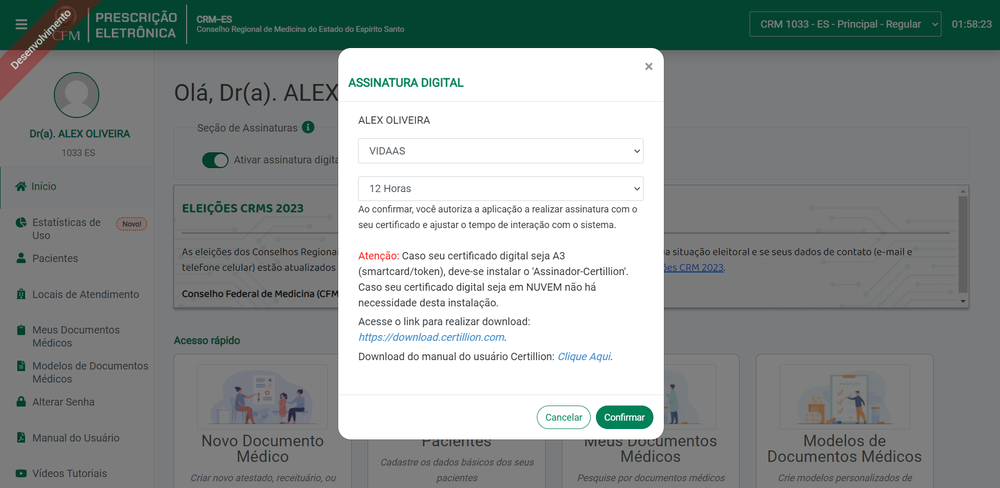 Desenvolvimento
CFM
PRESCRIÇÃO
ELETRÔNICA
CRM-ES
Conselho Regional de Medicina do Estado do Espírito Santo
CRM 1033 - ES - Principal - Regular
01:58:23
Dr(a). ALEX OLIVEIRA
1033 ES
Início
Estatísticas de
Uso
Novo!
Pacientes
Locais de Atendimento
Meus Documentos
Médicos
Modelos de Documentos
Médicos
Alterar Senha
Manual do Usuário
Vídeos Tutoriais
Olá, Dr(a). ALEX
Seção de Assinaturas
Ativar assinatura digita
ELEIÇÕES CRMS 2023
As eleições dos Conselhos Regionai
a situação eleitoral e se seus dados de contato (e-mail e
telefone celular) estão atualizados
ões CRM 2023.
Conselho Federal de Medicina (CFM
Acesso rápido
Novo Documento
Médico
Criar novo atestado, receituário, ou
Pacientes
Cadastre os dados básicos dos seus
pacientes
Meus Documentos
Médicos
Pesquise por documentos médicos
MODELOS
Modelos de
Documentos Médicos
Crie modelos personalizados de
×
ASSINATURA DIGITAL
ALEX OLIVEIRA
VIDAAS
12 Horas
Ao confirmar, você autoriza a aplicação a realizar assinatura com o
seu certificado e ajustar o tempo de interação com o sistema.
Atenção: Caso seu certificado digital seja A3
(smartcard/token), deve-se instalar o 'Assinador-Certillion'.
Caso seu certificado digital seja em NUVEM não há
necessidade desta instalação.
Acesse o link para realizar download:
https://download.certillion.com.
Download do manual do usuário Certillion: Clique Aqui.
Cancelar
Confirmar